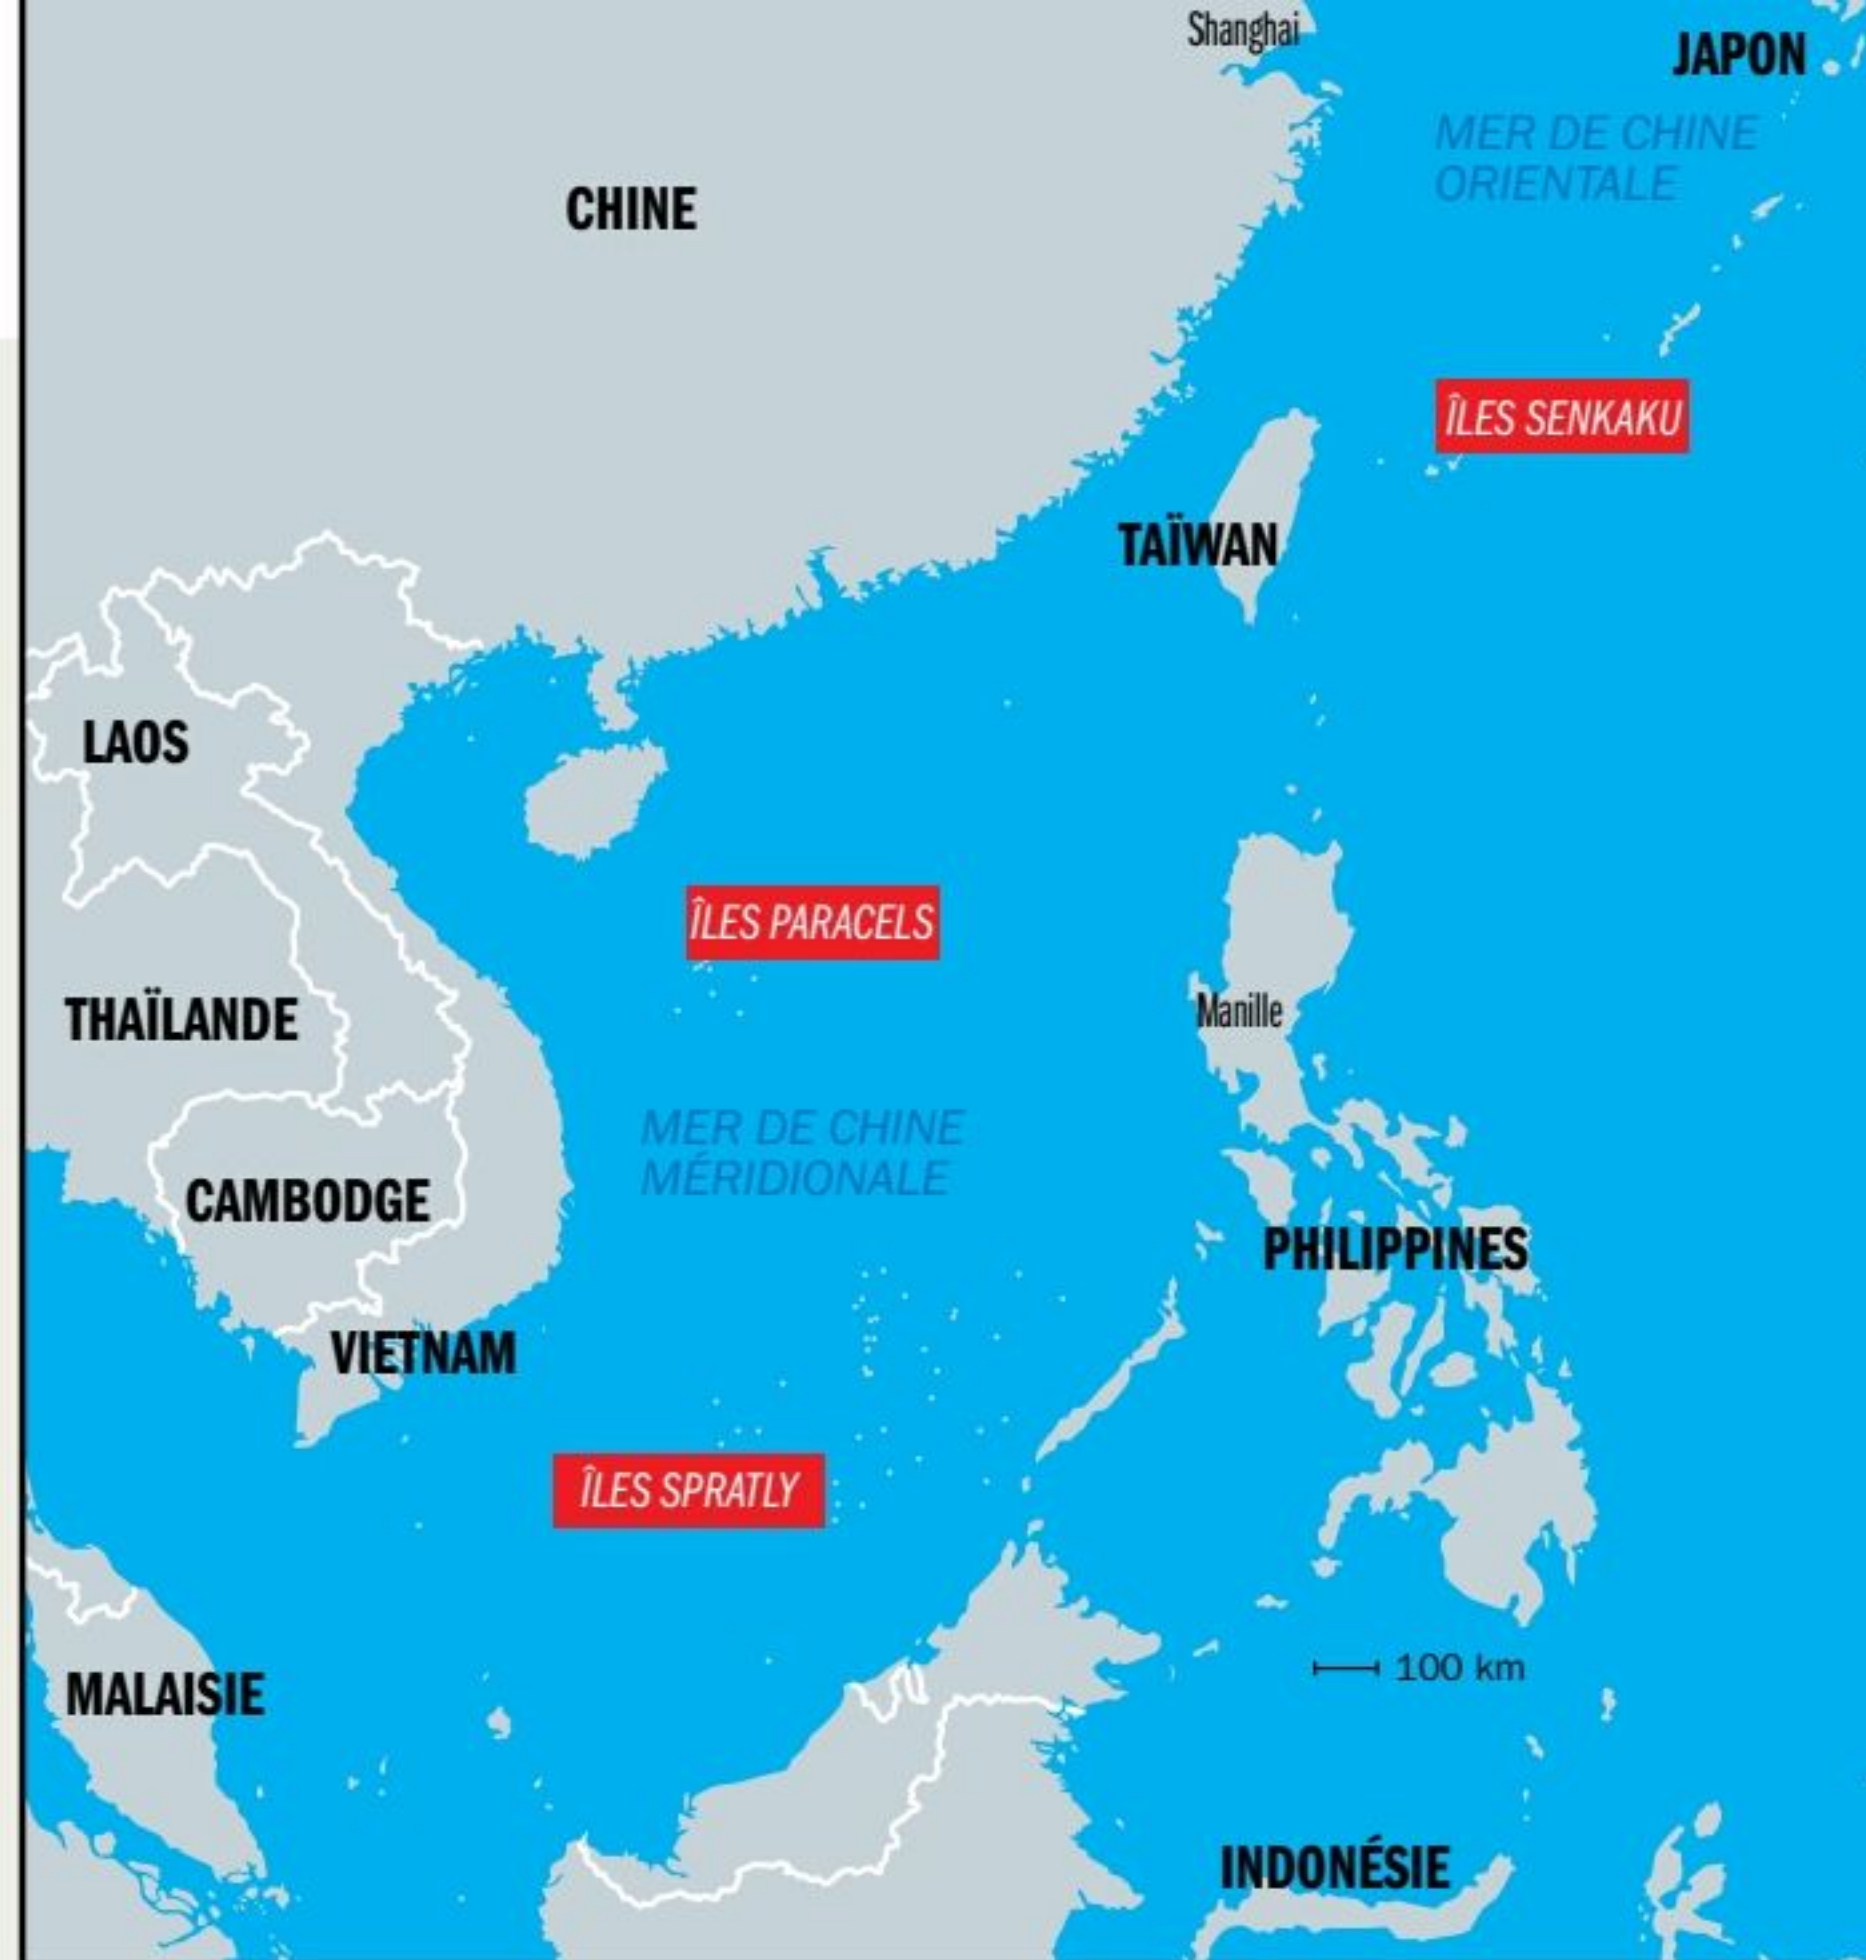 Shanghai
JAPON
MER DE CHINE
ORIENTALE
CHINE
ÎLES SENKAKU
TAÏWAN
LAOS
ÎLES PARACELS
THAÏLANDE
Manille
MER DE CHINE
MÉRIDIONALE
CAMBODGE
PHILIPPINES
VIETNAM
ÎLES SPRATLY
MALAISIE
100 km
INDONÉSIE